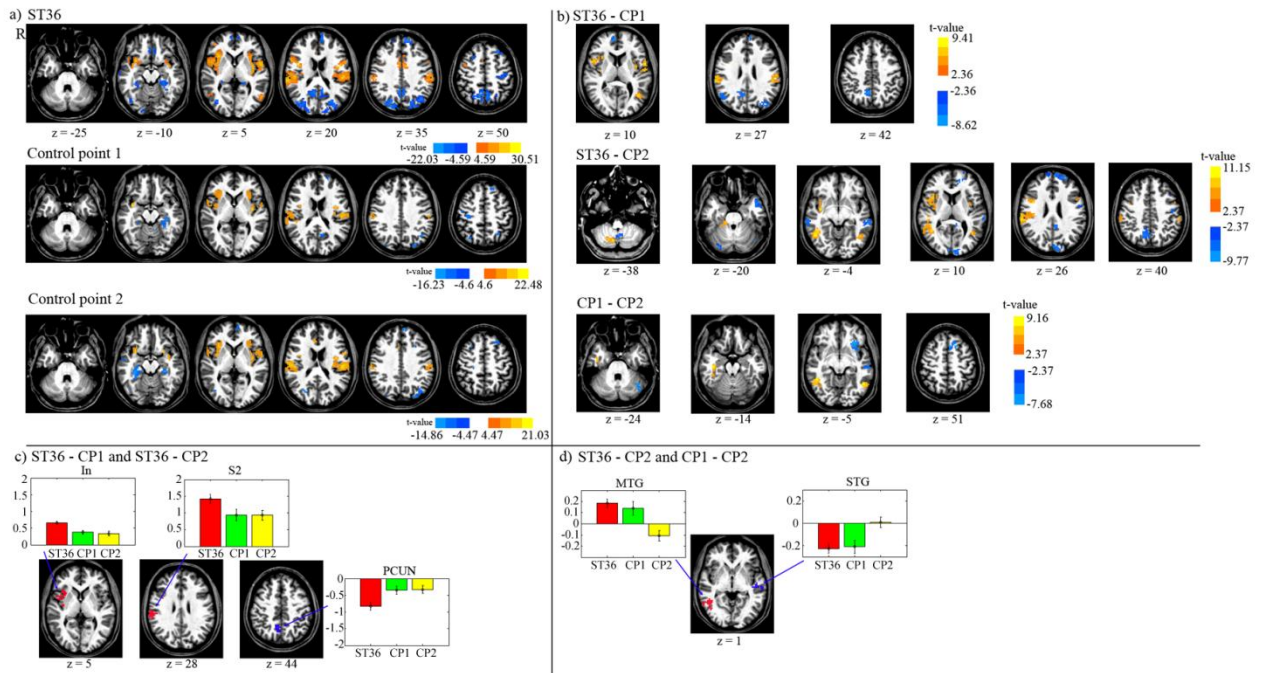 a) ST36
R
z = -25 z = -10 z = 5 z = 20 z = 35 z = 50
t-value
-22.03 -4.59 4.59 30.51
Control point 1
t-value
-16.23 -4.6 4.6 22.48
Control point 2
t-value
-14.86 -4.47 4.47 21.03
b) ST36 - CP1
t-value
9.41
2.36
-2.36
-8.62
z = 10 z = 27 z = 42
ST36 - CP2
t-value
11.15
2.37
-2.37
-9.77
z = -38 z = -20 z = -4 z = 10 z = 26 z = 40
CP1 - CP2
t-value
9.16
2.37
-2.37
-7.68
z = -24 z = -14 z = -5 z = 51
c) ST36 - CP1 and ST36 - CP2
In
2
1.5
1
0.5
0
ST36 CP1 CP2
S2
2
1.5
1
0.5
0
ST36 CP1 CP2
PCUN
0
-0.5
-1
-1.5
-2
ST36 CP1 CP2
z = 5 z = 28 z = 44
d) ST36 - CP2 and CP1 - CP2
MTG
0.2
0.1
0
-0.1
-0.2
ST36 CP1 CP2
STG
0.2
0.1
0
-0.1
-0.2
ST36 CP1 CP2
z = 1